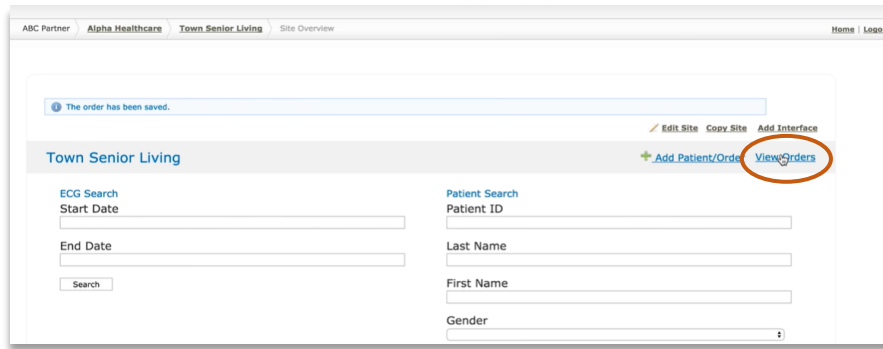 ABC Partner Alpha Healthcare Town Senior Living Site Overview Home | Logo
The order has been saved.
Edit Site Copy Site Add Interface
Town Senior Living Add Patient/Orde View Orders
ECG Search
Start Date
End Date
Search
Patient Search
Patient ID
Last Name
First Name
Gender